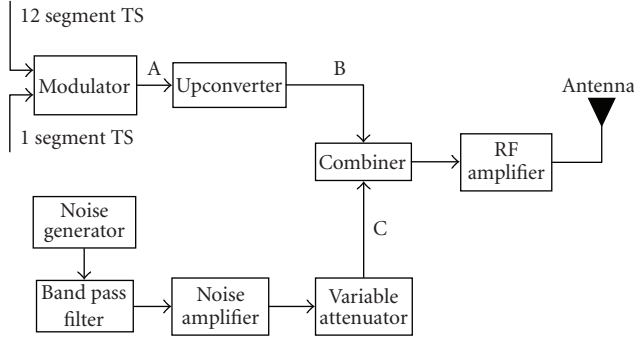 12 segment TS
A
B
Antenna
Modulator
Upconverter
1 segment TS
Combiner
RF
amplifier
Noise
generator
C
Band pass
filter
Noise
amplifier
Variable
attenuator